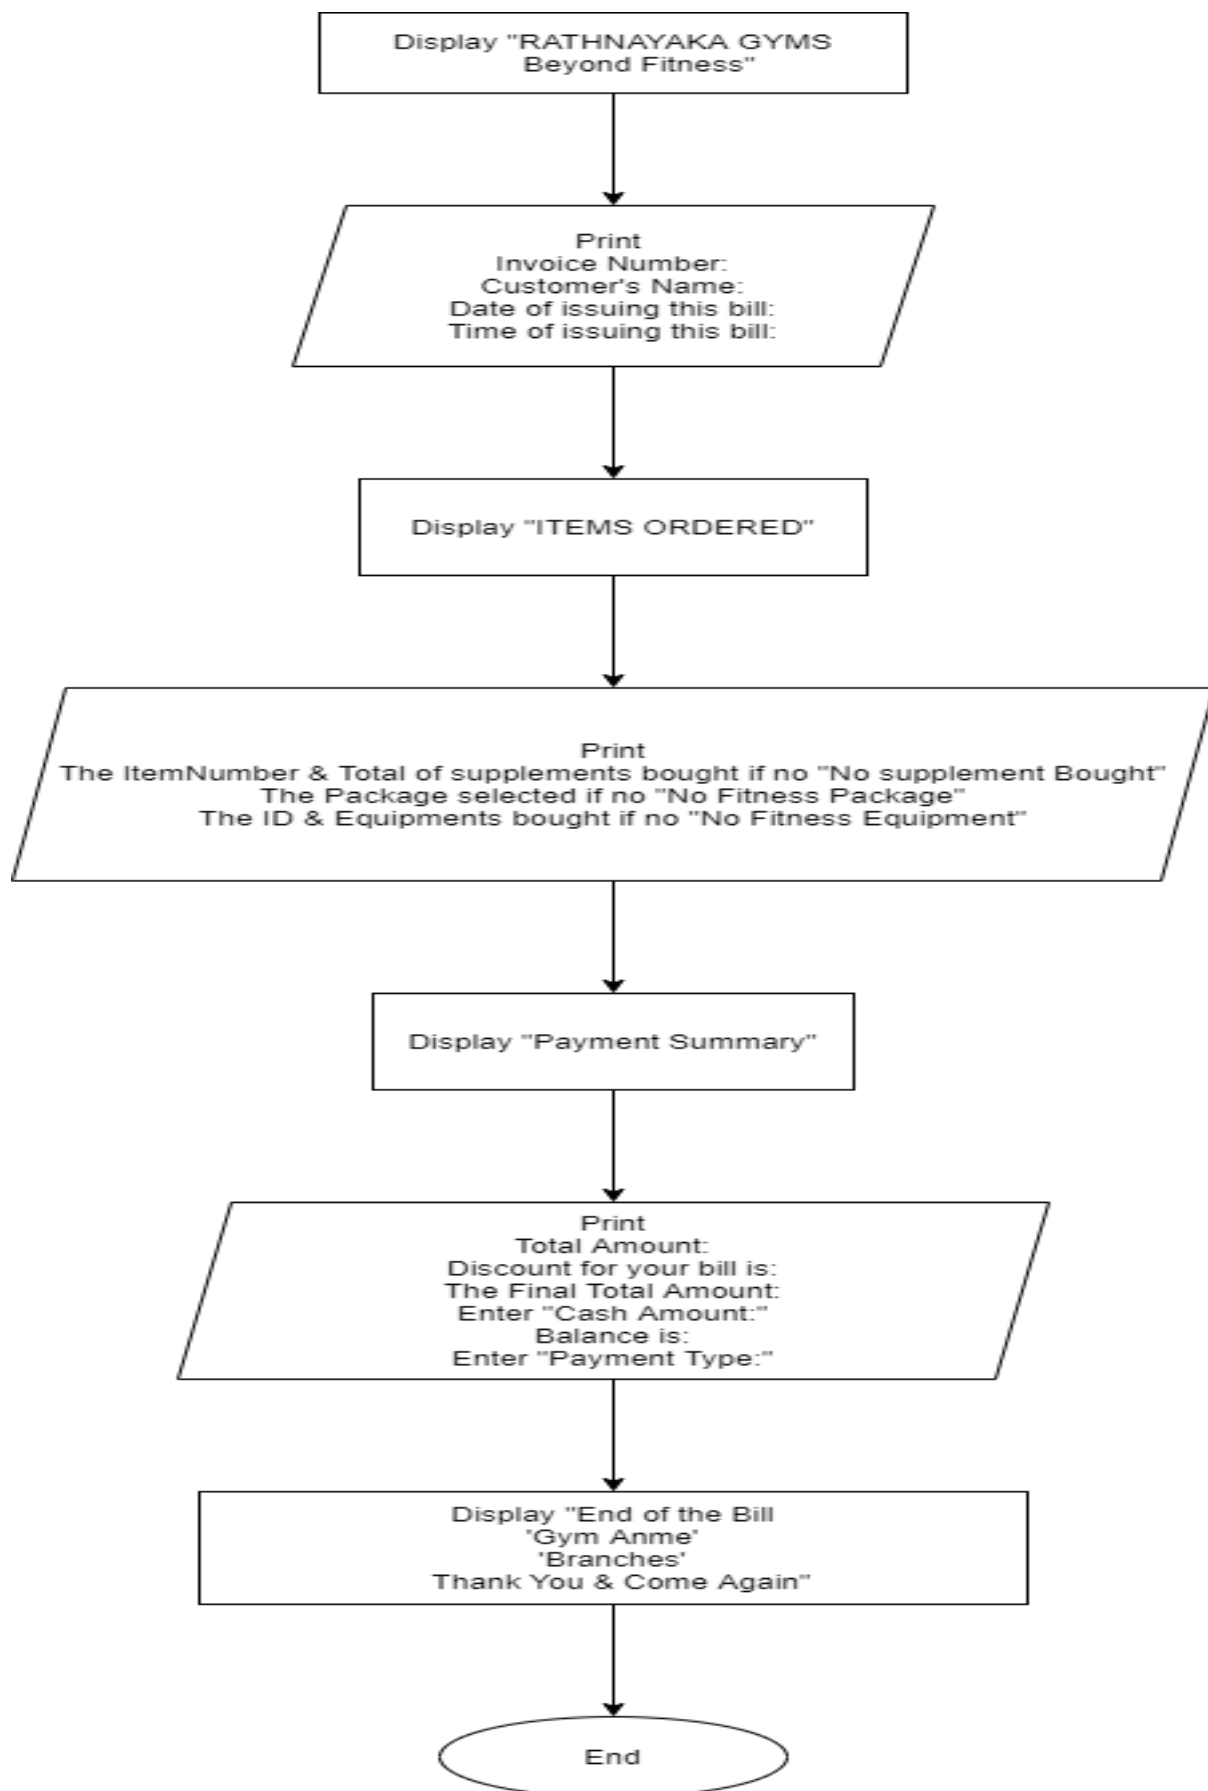 Display "RATHNAYAKA GYMS
Beyond Fitness"
Print
Invoice Number:
Customer's Name:
Date of issuing this bill:
Time of issuing this bill:
Display "ITEMS ORDERED"
Print
The ItemNumber & Total of supplements bought if no "No supplement Bought"
The Package selected if no "No Fitness Package"
The ID & Equipments bought if no "No Fitness Equipment"
Display "Payment Summary"
Print
Total Amount:
Discount for your bill is:
The Final Total Amount:
Enter "Cash Amount:"
Balance is:
Enter "Payment Type:"
Display "End of the Bill
'Gym Anme'
'Branches'
Thank You & Come Again"
End